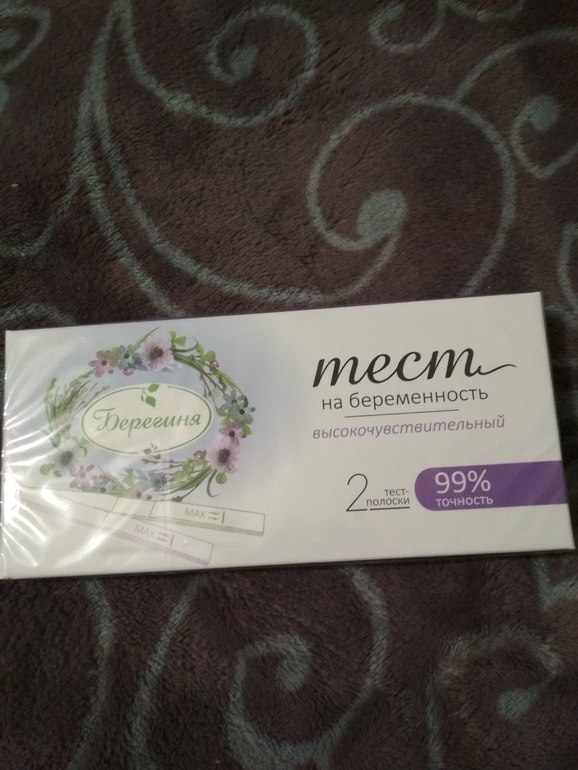 Берегиня
MAX
MAX
тест
на беременность
высокочувствительный
2 тест-
полоски
99%
точность